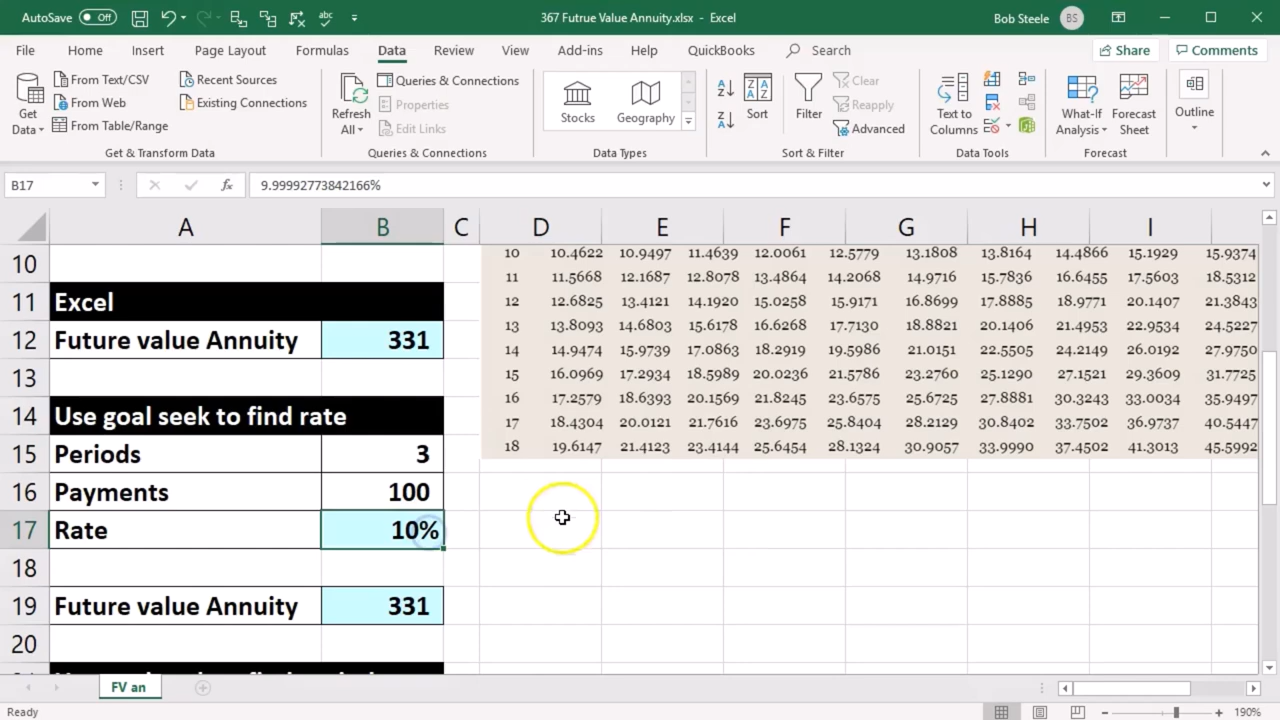 AutoSave Off
367 Futrue Value Annuity.xlsx - Excel
Bob Steele BS
File Home Insert Page Layout Formulas Data Review View Add-ins Help QuickBooks Search Share Comments
Get Data
From Text/CSV
From Web
From Table/Range
Recent Sources
Existing Connections
Get & Transform Data
Refresh All
Queries & Connections
Properties
Edit Links
Queries & Connections
Stocks
Geography
Data Types
Sort
Filter
Clear
Reapply
Advanced
Sort & Filter
Text to Columns
Data Tools
What-If Analysis
Forecast Sheet
Forecast
Outline
B17 fx 9.99992773842166%
A B C D E F G H I
10 10 10.4622 10.9497 11.4639 12.0061 12.5779 13.1808 13.8164 14.4866 15.1929 15.9374
11 11.5668 12.1687 12.8078 13.4864 14.2068 14.9716 15.7836 16.6455 17.5603 18.5312
11 Excel
12 12.6825 13.4121 14.1920 15.0258 15.9171 16.8699 17.8885 18.9771 20.1407 21.3843
12 Future value Annuity 331
13 13.8093 14.6803 15.6178 16.6268 17.7130 18.8821 20.1406 21.4953 22.9534 24.5227
14 14.9474 15.9739 17.0863 18.2919 19.5986 21.0151 22.5505 24.2149 26.0192 27.9750
13
15 16.0969 17.2934 18.5989 20.0236 21.5786 23.2760 25.1290 27.1521 29.3609 31.7725
16 17.2579 18.6393 20.1569 21.8245 23.6575 25.6725 27.8881 30.3243 33.0034 35.9497
14 Use goal seek to find rate
17 18.4304 20.0121 21.7616 23.6975 25.8404 28.2129 30.8402 33.7502 36.9737 40.5447
18 19.6147 21.4123 23.4144 25.6454 28.1324 30.9057 33.9990 37.4502 41.3013 45.5992
15 Periods 3
16 Payments 100
17 Rate 10%
18
19 Future value Annuity 331
20
FV an
Ready 190%